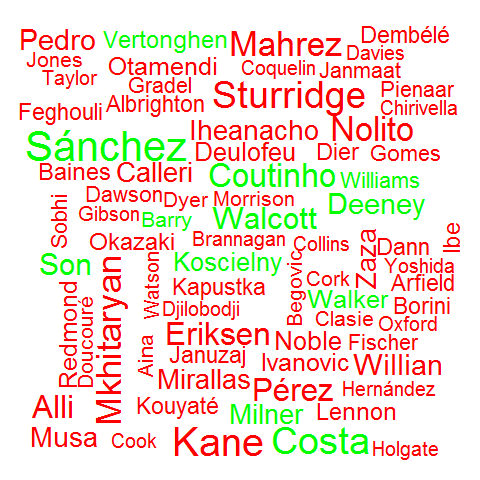 Pedro Vertonghen Mahrez Dembélé
Jones Otamendi Coquelin Davies
Taylor Gradel Janmaat
Feghouli Albrighton Sturridge Pienaar
Chirivella
Iheanacho Nolito
Sánchez Deulofeu Dier Gomes
Baines Calleri Coutinho Williams
Sobhi Dawson Dyer Morrison Deeney
Gibson Barry Walcott
Okazaki Brannagan Collins Zaza Dann Ibe
Son Koscielny Yoshida
Redmond Doucouré Mkhitaryan Watson Kapustka Begovic Cork Arfield
Djilobodji Walker Borini
Clasie Oxford
Aina Eriksen Noble Fischer
Januzaj Ivanovic Willian
Mirallas Pérez Hernández
Alli Kouyaté Milner Lennon
Musa Cook Kane Costa Holgate